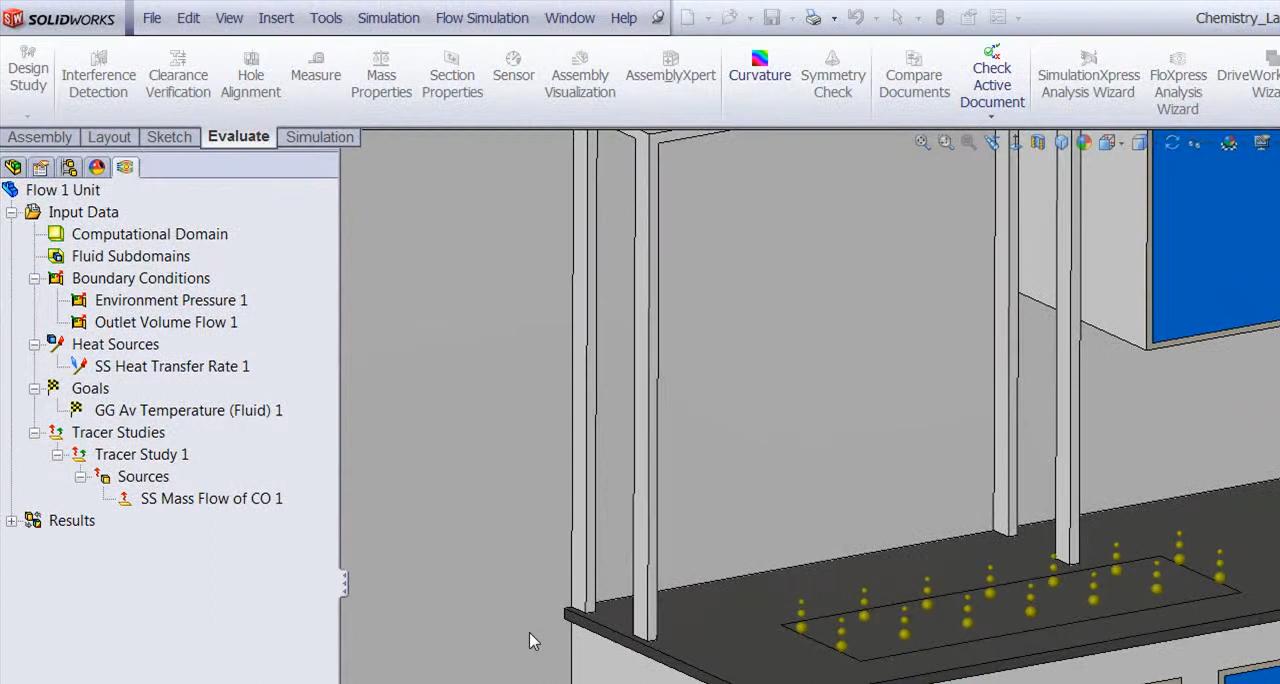 SOLIDWORKS File Edit View Insert Tools Simulation Flow Simulation Window Help Chemistry_La
Design Study
Interference Detection
Clearance Verification
Hole Alignment
Measure
Mass Properties
Section Properties
Sensor
Assembly Visualization
AssemblyXpert
Curvature
Symmetry Check
Compare Documents
Check Active Document
SimulationXpress Analysis Wizard
FloXpress Analysis Wizard
DriveWor
Wiza
Assembly Layout Sketch Evaluate Simulation
Flow 1 Unit
Input Data
Computational Domain
Fluid Subdomains
Boundary Conditions
Environment Pressure 1
Outlet Volume Flow 1
Heat Sources
SS Heat Transfer Rate 1
Goals
GG Av Temperature (Fluid) 1
Tracer Studies
Tracer Study 1
Sources
SS Mass Flow of CO 1
Results